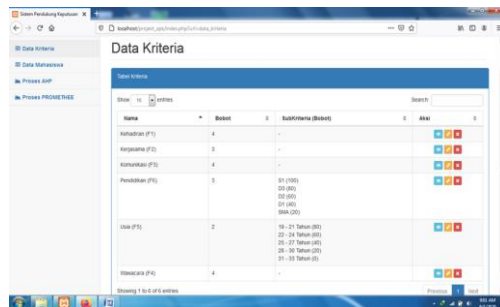 Sistem Pendukung Keputusan
localhost/project_spk/index.php?url=data_kriteria
Data Kriteria
Data Mahasiswa
Proses AHP
Proses PROMETHEE
Data Kriteria
Tabel Kriteria
Show 10 entries
Search:
Nama Bobot SubKriteria (Bobot) Aksi
Kehadiran (F1) 4 -
Kerjasama (F2) 3 -
Komunikasi (F3) 4 -
Pendidikan (F6) 3 S1 (100)
D3 (80)
D2 (60)
D1 (40)
SMA (20)
Usia (F5) 2 19 - 21 Tahun (80)
22 - 24 Tahun (60)
25 - 27 Tahun (40)
28 - 30 Tahun (20)
31 - 33 Tahun (0)
Wawacara (F4) 4 -
Showing 1 to 6 of 6 entries
Previous 1 Next